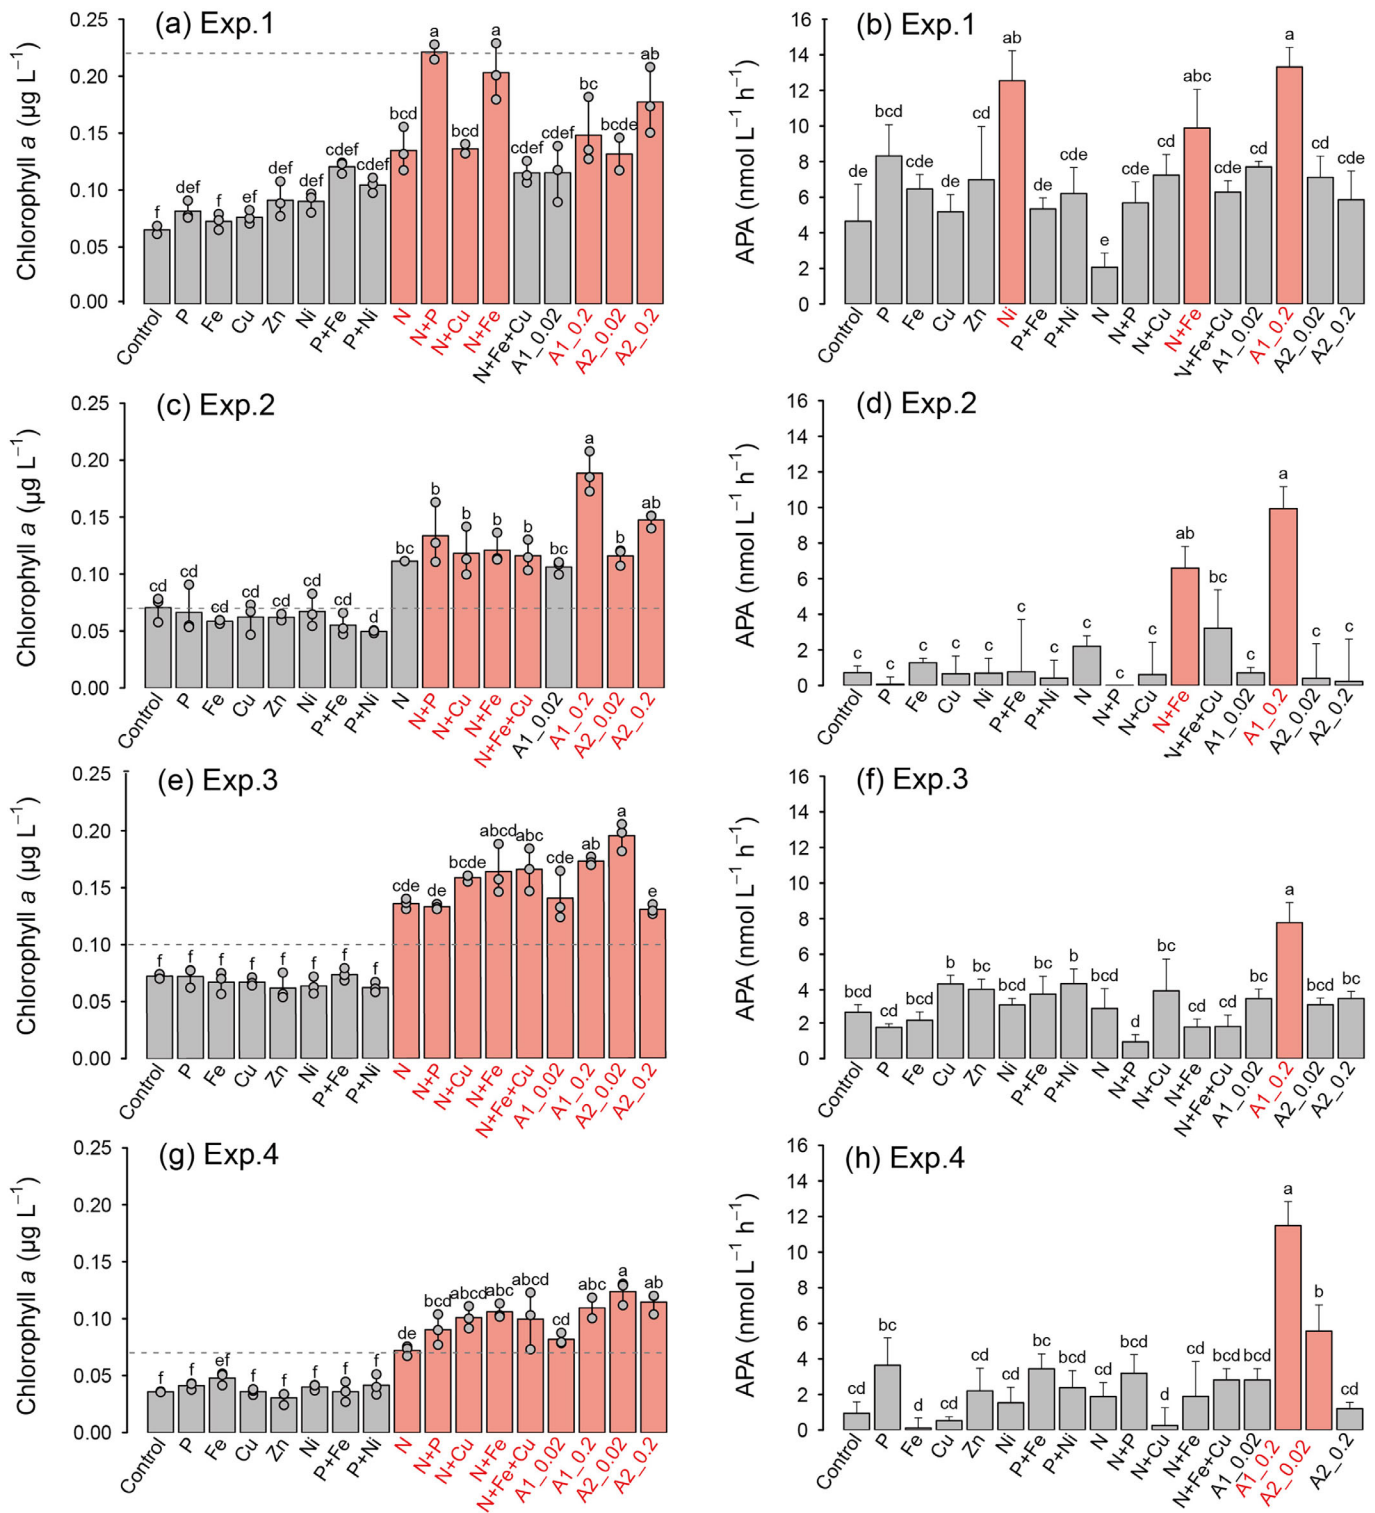 (a) Exp.1
Chlorophyll a (µg L⁻¹)
0.25
0.20
0.15
0.10
0.05
0.00
f def f ef def def cdef cdef bcd a bcd a cdef cdef bc bcde ab
Control P Fe Cu Zn Ni P+Fe P+Ni N N+P N+Cu N+Fe N+Fe+Cu A1_0.02 A1_0.2 A2_0.02 A2_0.2
(b) Exp.1
APA (nmol L⁻¹ h⁻¹)
16
14
12
10
8
6
4
2
0
de bcd cde cde cd ab de cde e cde cd abc cde cd a cd cde
Control P Fe Cu Zn Ni P+Fe P+Ni N N+P N+Cu N+Fe N+Fe+Cu A1_0.02 A1_0.2 A2_0.02 A2_0.2
(c) Exp.2
Chlorophyll a (µg L⁻¹)
0.25
0.20
0.15
0.10
0.05
0.00
cd cd cd cd cd cd cd d bc b b b b bc a b ab
Control P Fe Cu Zn Ni P+Fe P+Ni N N+P N+Cu N+Fe N+Fe+Cu A1_0.02 A1_0.2 A2_0.02 A2_0.2
(d) Exp.2
APA (nmol L⁻¹ h⁻¹)
16
14
12
10
8
6
4
2
0
c c c c c c c c c c ab bc c a c c
Control P Fe Cu Ni P+Fe P+Ni N N+P N+Cu N+Fe N+Fe+Cu A1_0.02 A1_0.2 A2_0.02 A2_0.2
(e) Exp.3
Chlorophyll a (µg L⁻¹)
0.25
0.20
0.15
0.10
0.05
0.00
f f f f f f f f cde de bcde abcd abc cde ab a e
Control P Fe Cu Zn Ni P+Fe P+Ni N N+P N+Cu N+Fe N+Fe+Cu A1_0.02 A1_0.2 A2_0.02 A2_0.2
(f) Exp.3
APA (nmol L⁻¹ h⁻¹)
16
14
12
10
8
6
4
2
0
bcd cd bcd b bc bcd bc b bcd d bc cd cd bc a bcd bc
Control P Fe Cu Zn Ni P+Fe P+Ni N N+P N+Cu N+Fe N+Fe+Cu A1_0.02 A1_0.2 A2_0.02 A2_0.2
(g) Exp.4
Chlorophyll a (µg L⁻¹)
0.25
0.20
0.15
0.10
0.05
0.00
f f ef f f f f f de bcd abcd abc abcd cd abc a ab
Control P Fe Cu Zn Ni P+Fe P+Ni N N+P N+Cu N+Fe N+Fe+Cu A1_0.02 A1_0.2 A2_0.02 A2_0.2
(h) Exp.4
APA (nmol L⁻¹ h⁻¹)
16
14
12
10
8
6
4
2
0
cd bc d cd cd cd bc bcd cd bcd d cd bcd bcd a b cd
Control P Fe Cu Zn Ni P+Fe P+Ni N N+P N+Cu N+Fe N+Fe+Cu A1_0.02 A1_0.2 A2_0.02 A2_0.2